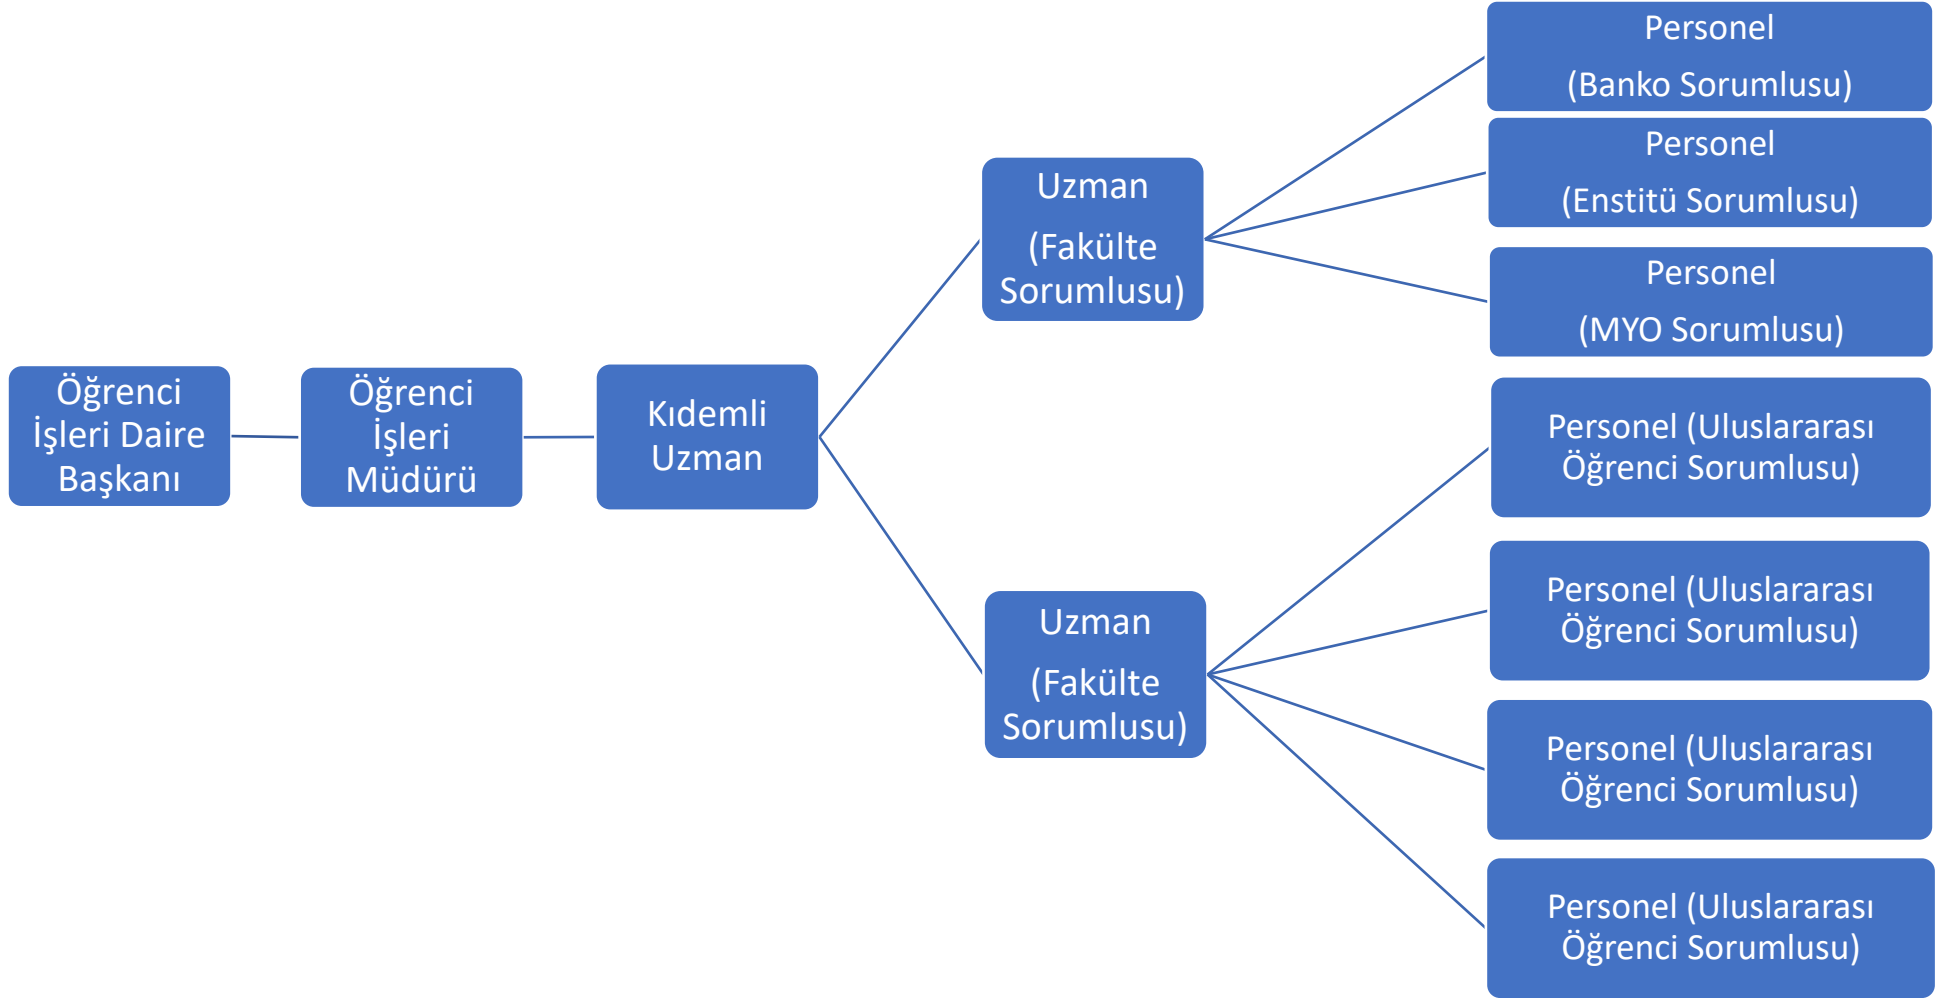 Öğrenci
İşleri Daire
Başkanı
Öğrenci
İşleri
Müdürü
Kıdemli
Uzman
Uzman
(Fakülte
Sorumlusu)
Uzman
(Fakülte
Sorumlusu)
Personel
(Banko Sorumlusu)
Personel
(Enstitü Sorumlusu)
Personel
(MYO Sorumlusu)
Personel (Uluslararası
Öğrenci Sorumlusu)
Personel (Uluslararası
Öğrenci Sorumlusu)
Personel (Uluslararası
Öğrenci Sorumlusu)
Personel (Uluslararası
Öğrenci Sorumlusu)